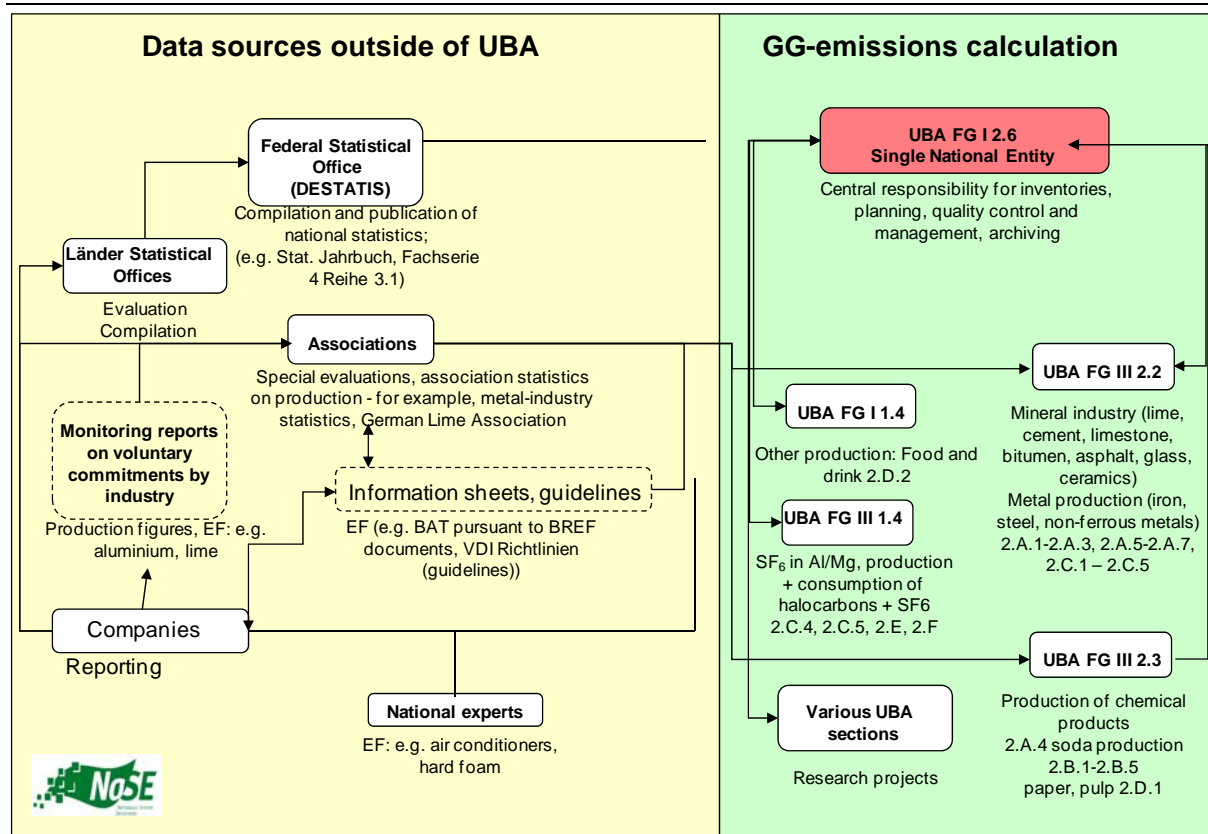 Data sources outside of UBA
Federal Statistical
Office
(DESTATIS)
Compilation and publication of
national statistics;
(e.g. Stat. Jahrbuch, Fachserie
4 Reihe 3.1)
Länder Statistical
Offices
Evaluation
Compilation
Associations
Special evaluations, association statistics
on production - for example, metal-industry
statistics, German Lime Association
Monitoring reports
on voluntary
commitments by
industry
Production figures, EF: e.g.
aluminium, lime
Information sheets, guidelines
EF (e.g. BAT pursuant to BREF
documents, VDI Richtlinien
(guidelines))
Companies
Reporting
National experts
EF: e.g. air conditioners,
hard foam
NaSE
GG-emissions calculation
UBA FG I 2.6
Single National Entity
Central responsibility for inventories,
planning, quality control and
management, archiving
UBA FG I 1.4
Other production: Food and
drink 2.D.2
UBA FG III 1.4
SF6 in Al/Mg, production
+ consumption of
halocarbons + SF6
2.C.4, 2.C.5, 2.E, 2.F
Various UBA
sections
Research projects
UBA FG III 2.2
Mineral industry (lime,
cement, limestone,
bitumen, asphalt, glass,
ceramics)
Metal production (iron,
steel, non-ferrous metals)
2.A.1-2.A.3, 2.A.5-2.A.7,
2.C.1 – 2.C.5
UBA FG III 2.3
Production of chemical
products
2.A.4 soda production
2.B.1-2.B.5
paper, pulp 2.D.1